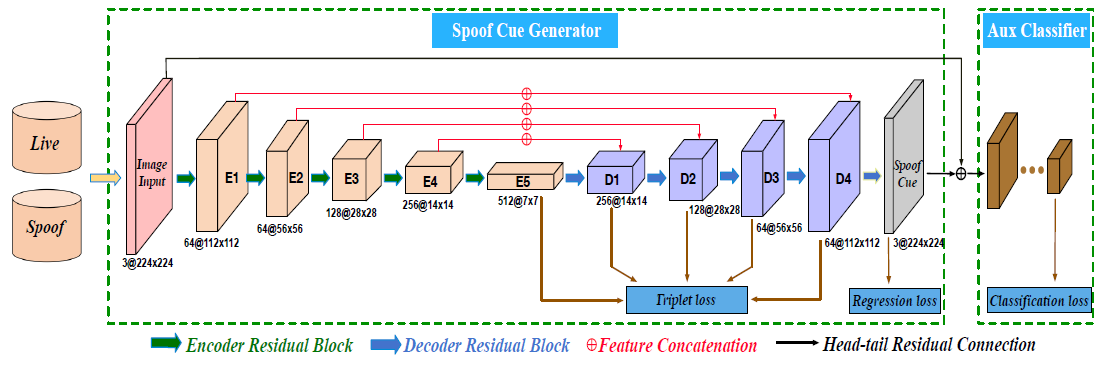 Spoof Cue Generator
Aux Classifier
Live
Spoof
Image Input
3@224x224
E1
64@112x112
E2
64@56x56
E3
128@28x28
E4
256@14x14
E5
512@7x7
D1
256@14x14
D2
128@28x28
D3
64@56x56
D4
64@112x112
Spoof Cue
3@224x224
Triplet loss
Regression loss
Classification loss
Encoder Residual Block
Decoder Residual Block
Feature Concatenation
Head-tail Residual Connection